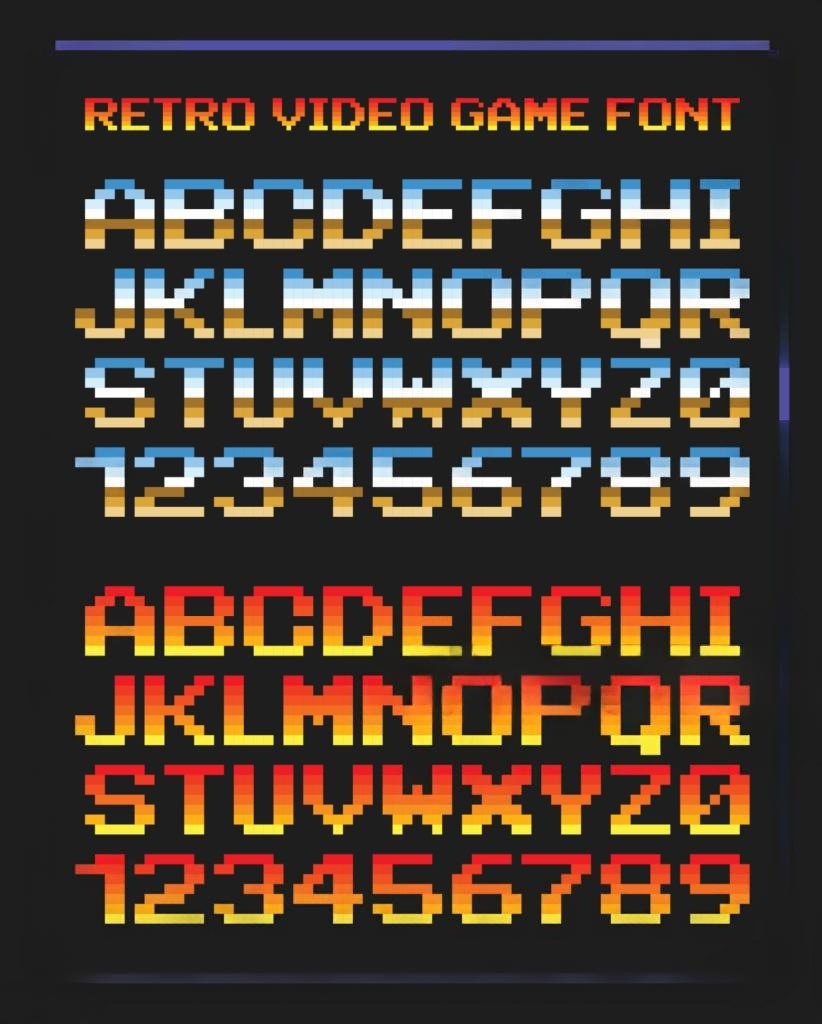 RETRO VIDEO GAME FONT
ABCDEFGHI
JKLMNOPQR
STUVWXYZ0
123456789
ABCDEFGHI
JKLMNOPQR
STUVWXYZ0
123456789